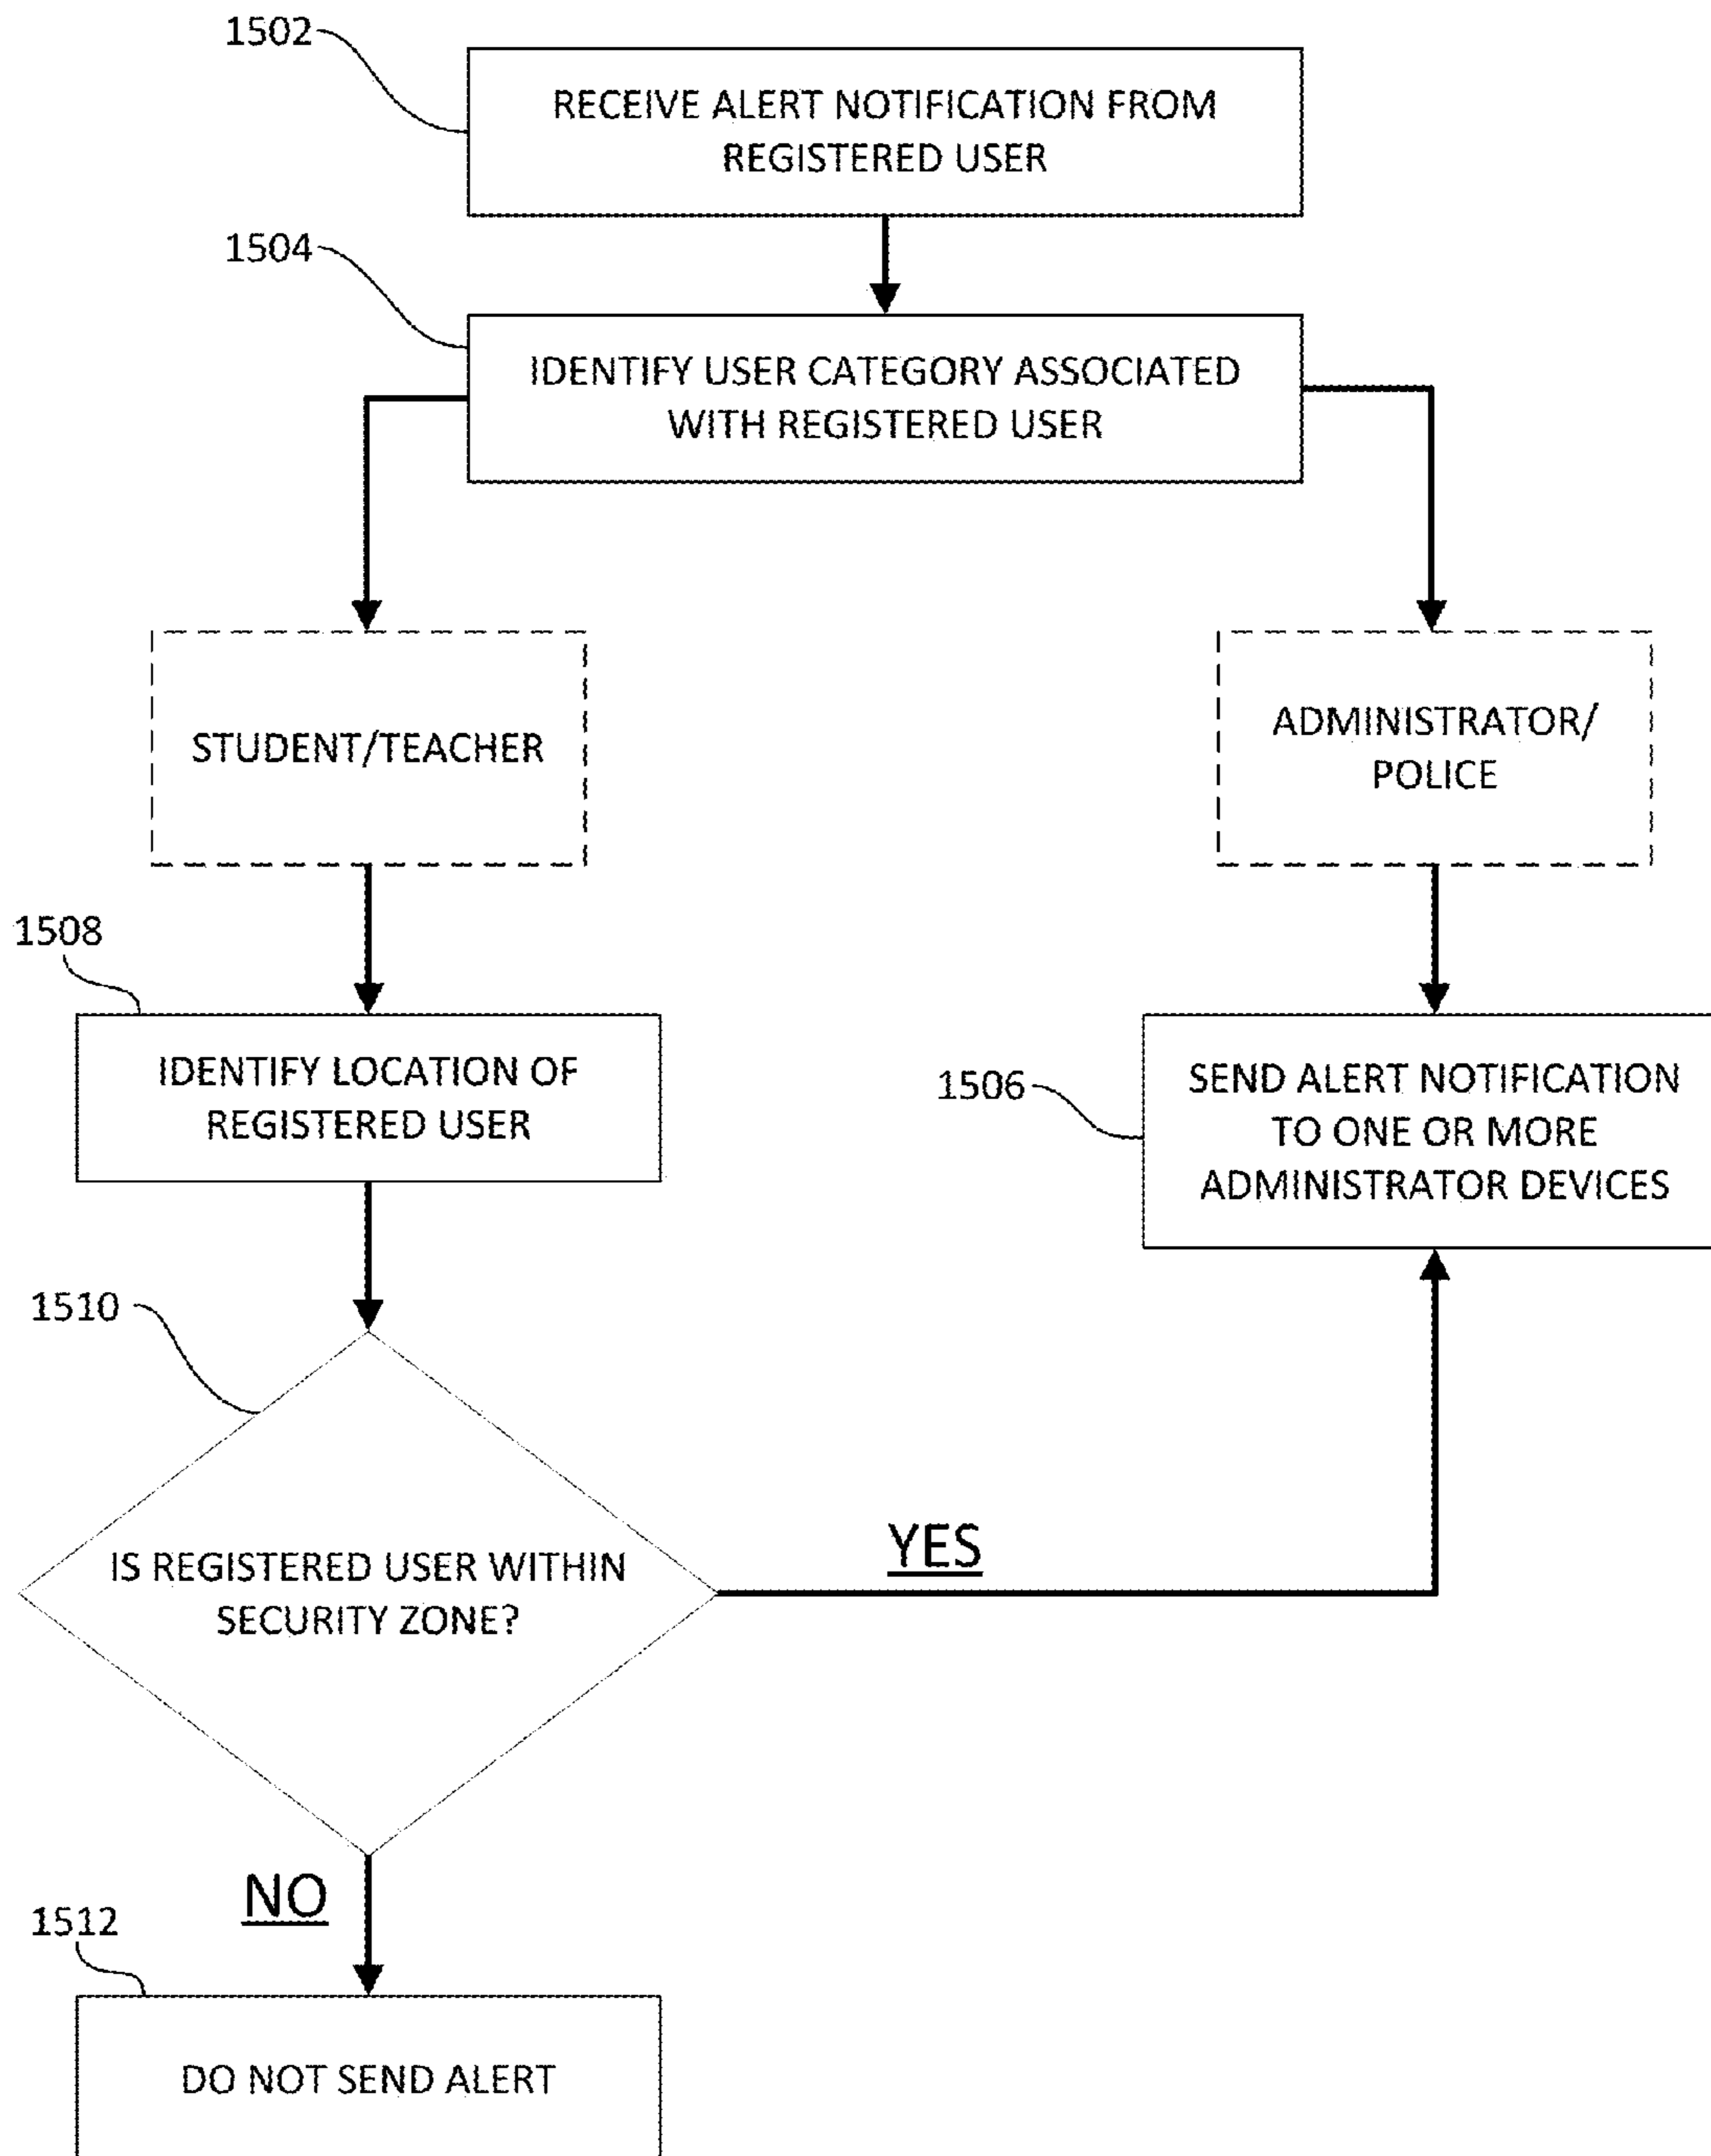 1502
RECEIVE ALERT NOTIFICATION FROM
REGISTERED USER
1504
IDENTIFY USER CATEGORY ASSOCIATED
WITH REGISTERED USER
STUDENT/TEACHER
ADMINISTRATOR/
POLICE
1508
IDENTIFY LOCATION OF
REGISTERED USER
1506
SEND ALERT NOTIFICATION
TO ONE OR MORE
ADMINISTRATOR DEVICES
1510
IS REGISTERED USER WITHIN
SECURITY ZONE?
YES
NO
1512
DO NOT SEND ALERT